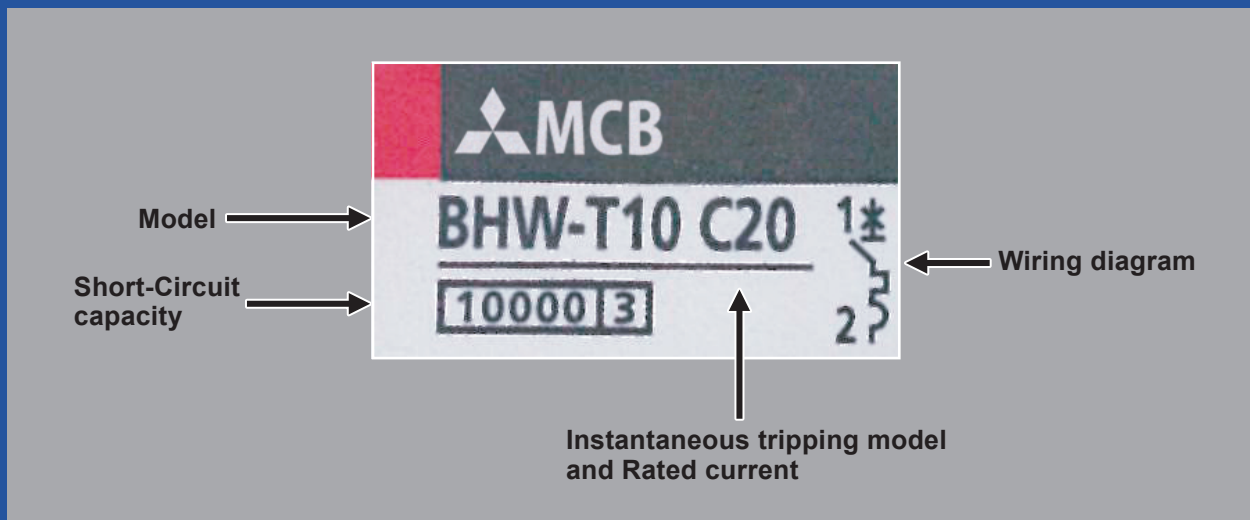 MCB
Model
BHW-T10 C20
1
Wiring diagram
Short-Circuit
capacity
10000 3
2
Instantaneous tripping model
and Rated current